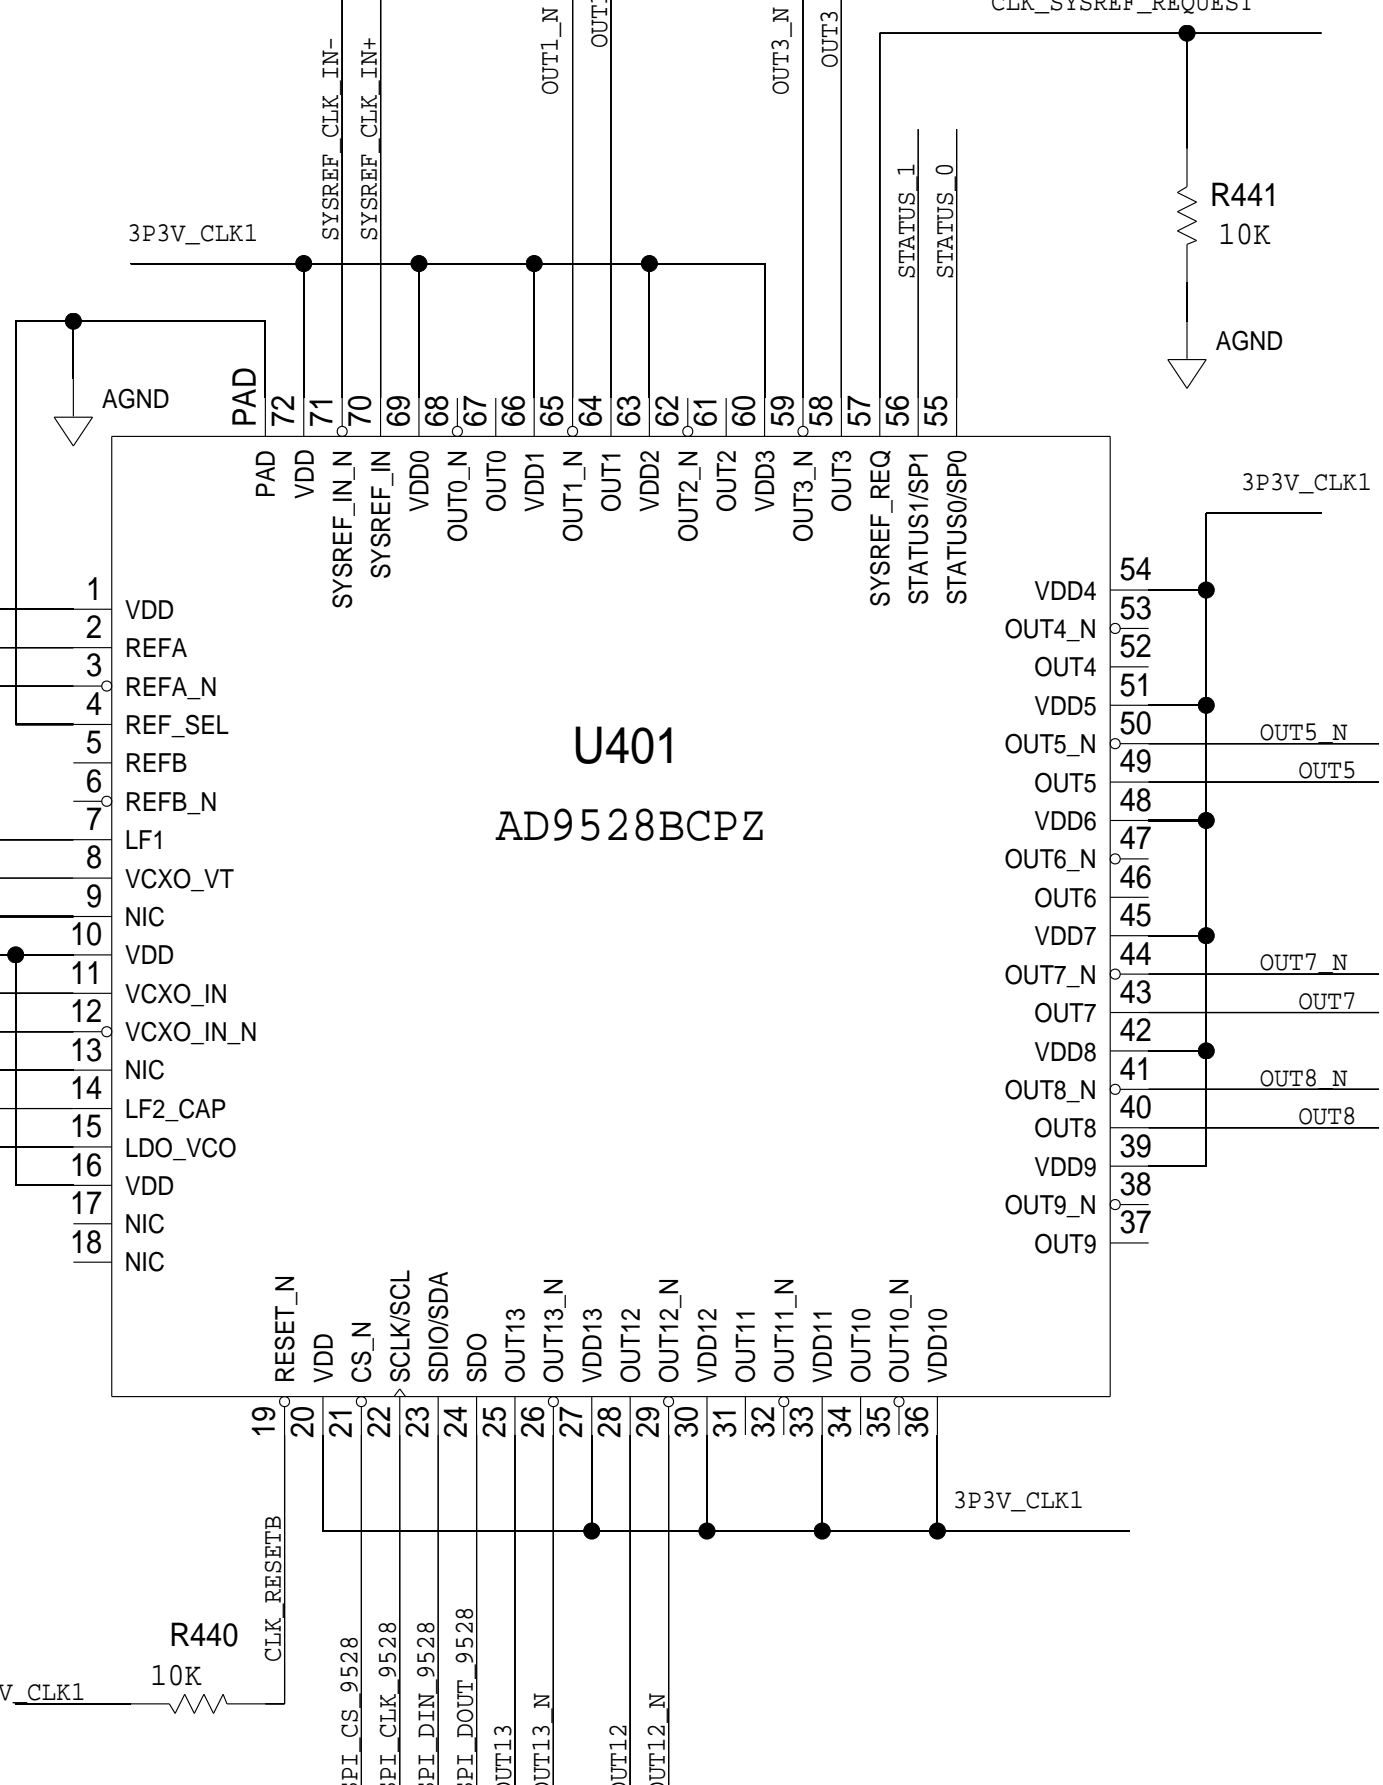 CLK_SYSREF_REQUEST
SYSREF_CLK_IN-
SYSREF_CLK_IN+
OUT1_N
OUT3_N
OUT3
STATUS_1
STATUS_0
R441
10K
AGND
3P3V_CLK1
AGND
PAD
72
71
70
69
68
67
66
65
64
63
62
61
60
59
58
57
56
55
PAD
VDD
SYSREF_IN_N
SYSREF_IN
VDD0
OUT0_N
OUT0
VDD1
OUT1_N
OUT1
VDD2
OUT2_N
OUT2
VDD3
OUT3_N
OUT3
SYSREF_REQ
STATUS1/SP1
STATUS0/SP0
3P3V_CLK1
1 VDD
2 REFA
3 REFA_N
4 REF_SEL
5 REFB
6 REFB_N
7 LF1
8 VCXO_VT
9 NIC
10 VDD
11 VCXO_IN
12 VCXO_IN_N
13 NIC
14 LF2_CAP
15 LDO_VCO
16 VDD
17 NIC
18 NIC
U401
AD9528BCPZ
VDD4 54
OUT4_N 53
OUT4 52
VDD5 51
OUT5_N 50 OUT5_N
OUT5 49 OUT5
VDD6 48
OUT6_N 47
OUT6 46
VDD7 45
OUT7_N 44 OUT7_N
OUT7 43 OUT7
VDD8 42
OUT8_N 41 OUT8_N
OUT8 40 OUT8
VDD9 39
OUT9_N 38
OUT9 37
RESET_N
VDD
CS_N
SCLK/SCL
SDIO/SDA
SDO
OUT13
OUT13_N
VDD13
OUT12
OUT12_N
VDD12
OUT11
OUT11_N
VDD11
OUT10
OUT10_N
VDD10
19
20
21
22
23
24
25
26
27
28
29
30
31
32
33
34
35
36
3P3V_CLK1
CLK_RESETB
R440
10K
V_CLK1
SPI_CS_9528
SPI_CLK_9528
SPI_DIN_9528
SPI_DOUT_9528
OUT13
OUT13_N
OUT12
OUT12_N